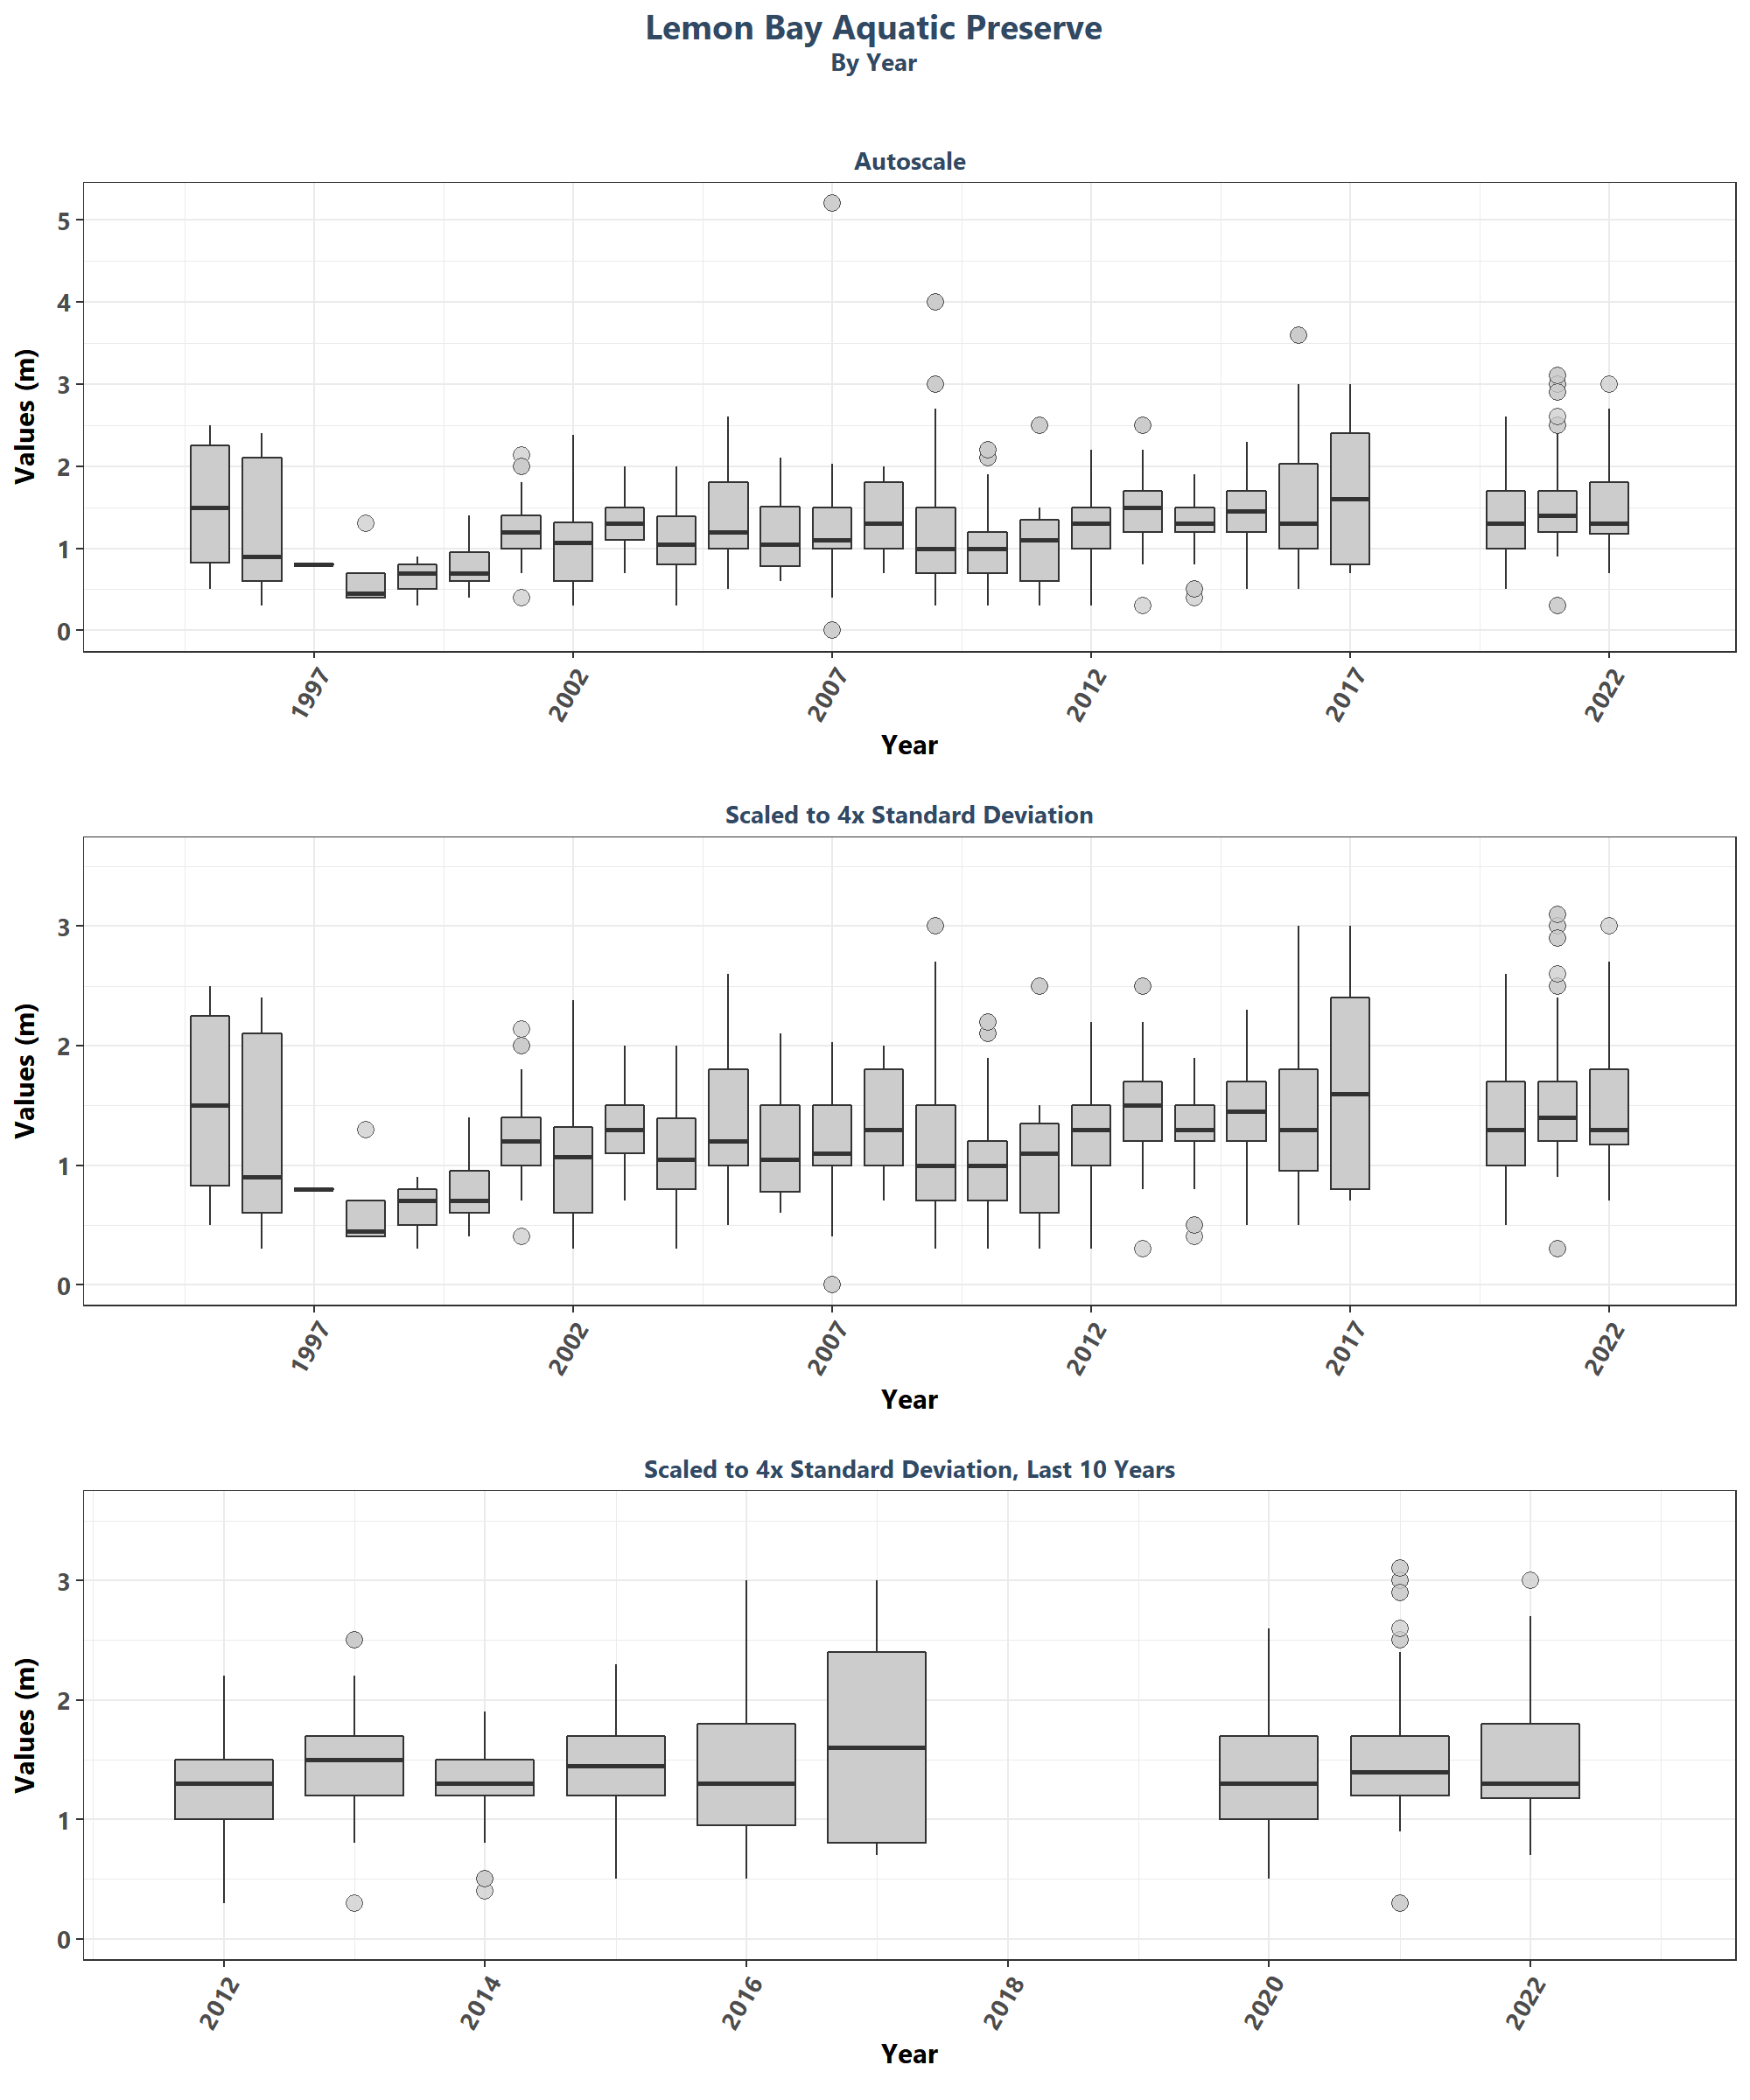 Lemon Bay Aquatic Preserve
By Year
Autoscale
Values (m)
5
4
3
2
1
0
1997 2002 2007 2012 2017 2022
Year
Scaled to 4x Standard Deviation
Values (m)
3
2
1
0
1997 2002 2007 2012 2017 2022
Year
Scaled to 4x Standard Deviation, Last 10 Years
Values (m)
3
2
1
0
2012 2014 2016 2018 2020 2022
Year